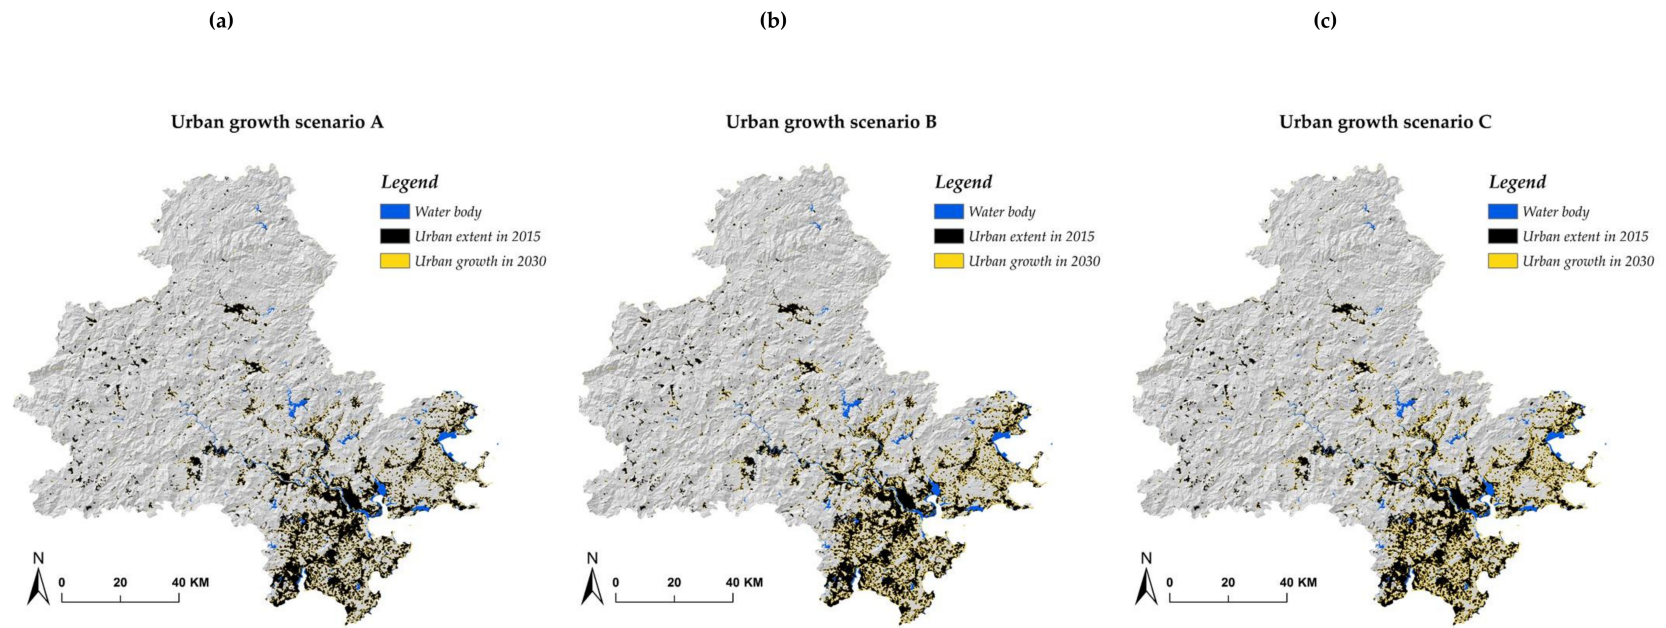 (a)
(b)
(c)
Urban growth scenario A
Legend
Water body
Urban extent in 2015
Urban growth in 2030
N
0 20 40 KM
Urban growth scenario B
Legend
Water body
Urban extent in 2015
Urban growth in 2030
N
0 20 40 KM
Urban growth scenario C
Legend
Water body
Urban extent in 2015
Urban growth in 2030
N
0 20 40 KM